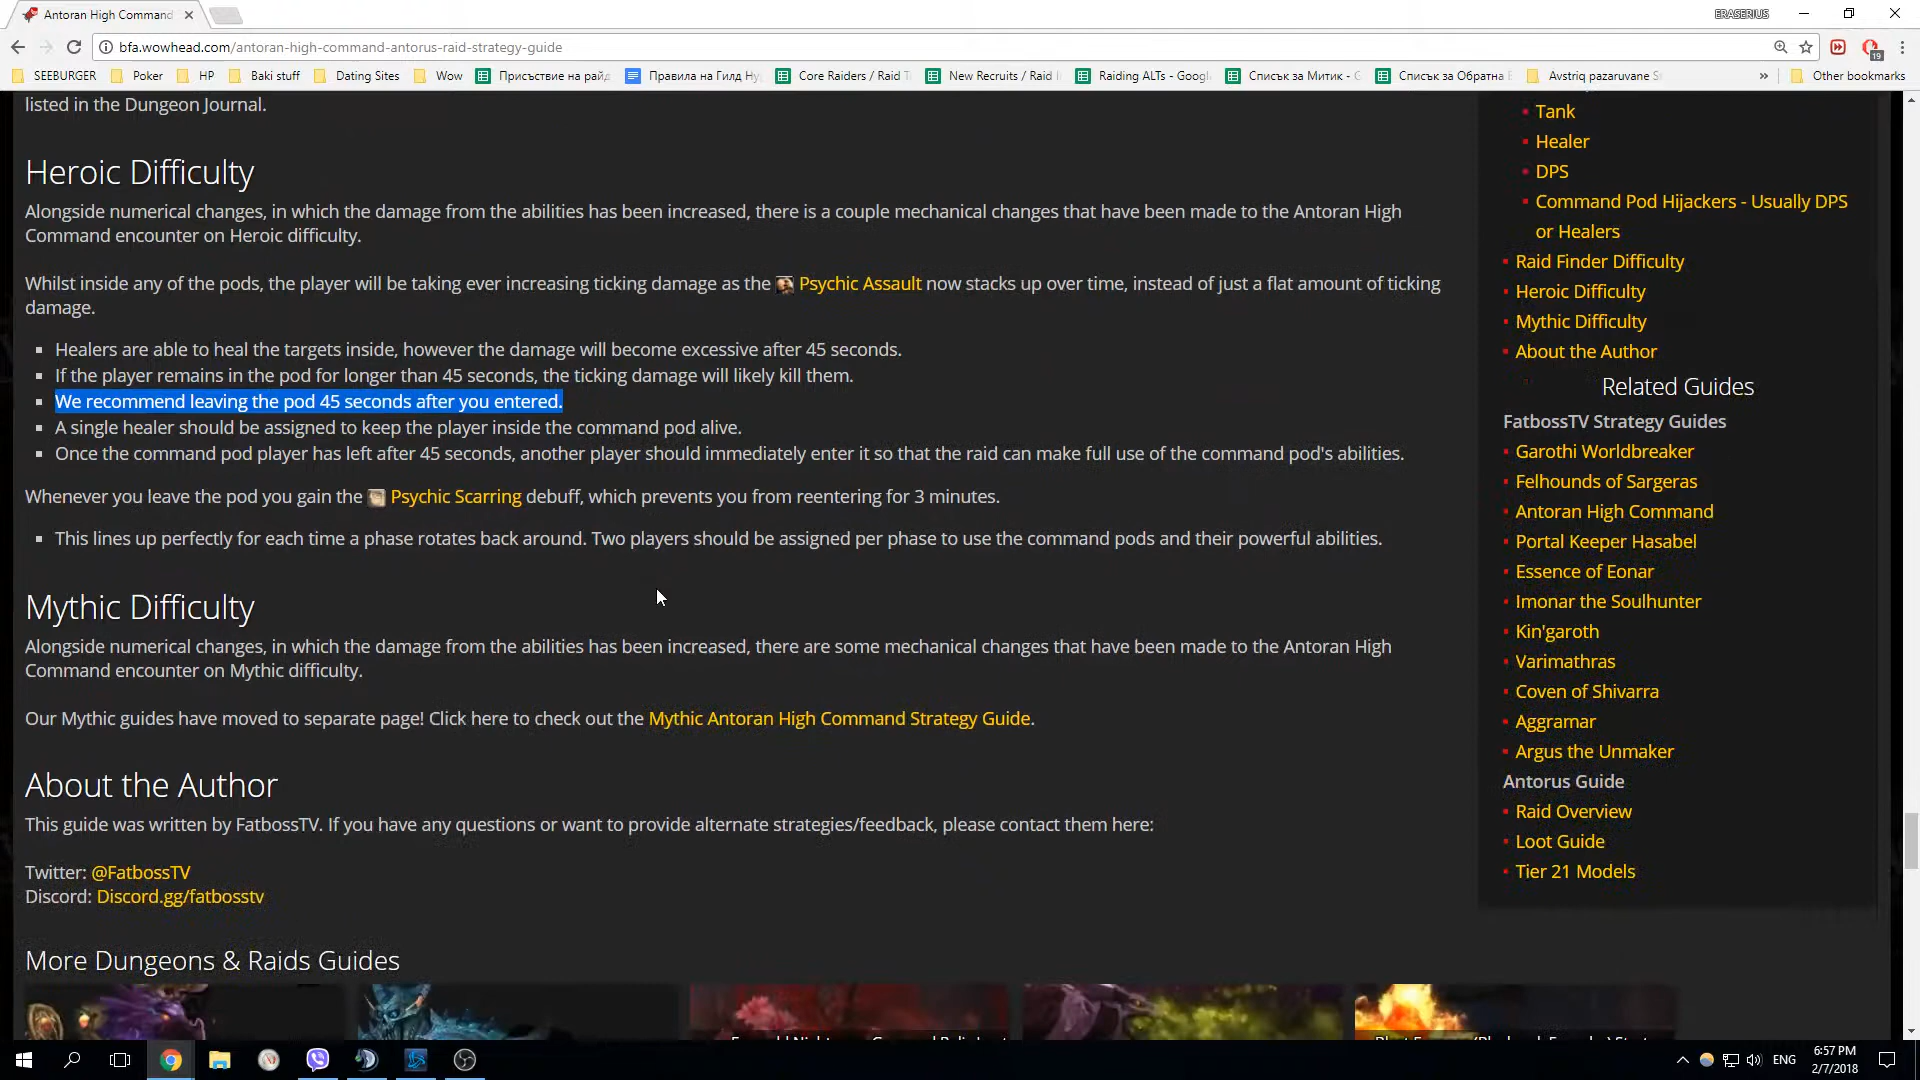 Antoran High Command
ERASERIUS
bfa.wowhead.com/antoran-high-command-antorus-raid-strategy-guide
19
SEEBURGER
Poker
HP
Baki stuff
Dating Sites
Wow
Присъствие на райд
Правила на Гилд Ну
Core Raiders / Raid T
New Recruits / Raid I
Raiding ALTs - Googl
Списък за Митик - G
Списък за Обратна
Avstriq pazaruvane S
»
Other bookmarks
listed in the Dungeon Journal.
Heroic Difficulty
Alongside numerical changes, in which the damage from the abilities has been increased, there is a couple mechanical changes that have been made to the Antoran High
Command encounter on Heroic difficulty.
Whilst inside any of the pods, the player will be taking ever increasing ticking damage as the Psychic Assault now stacks up over time, instead of just a flat amount of ticking
damage.
Healers are able to heal the targets inside, however the damage will become excessive after 45 seconds.
If the player remains in the pod for longer than 45 seconds, the ticking damage will likely kill them.
We recommend leaving the pod 45 seconds after you entered.
A single healer should be assigned to keep the player inside the command pod alive.
Once the command pod player has left after 45 seconds, another player should immediately enter it so that the raid can make full use of the command pod's abilities.
Whenever you leave the pod you gain the Psychic Scarring debuff, which prevents you from reentering for 3 minutes.
This lines up perfectly for each time a phase rotates back around. Two players should be assigned per phase to use the command pods and their powerful abilities.
Mythic Difficulty
Alongside numerical changes, in which the damage from the abilities has been increased, there are some mechanical changes that have been made to the Antoran High
Command encounter on Mythic difficulty.
Our Mythic guides have moved to separate page! Click here to check out the Mythic Antoran High Command Strategy Guide.
About the Author
This guide was written by FatbossTV. If you have any questions or want to provide alternate strategies/feedback, please contact them here:
Twitter: @FatbossTV
Discord: Discord.gg/fatbosstv
More Dungeons & Raids Guides
Tank
Healer
DPS
Command Pod Hijackers - Usually DPS
or Healers
Raid Finder Difficulty
Heroic Difficulty
Mythic Difficulty
About the Author
Related Guides
FatbossTV Strategy Guides
Garothi Worldbreaker
Felhounds of Sargeras
Antoran High Command
Portal Keeper Hasabel
Essence of Eonar
Imonar the Soulhunter
Kin'garoth
Varimathras
Coven of Shivarra
Aggramar
Argus the Unmaker
Antorus Guide
Raid Overview
Loot Guide
Tier 21 Models
ENG
6:57 PM
2/7/2018